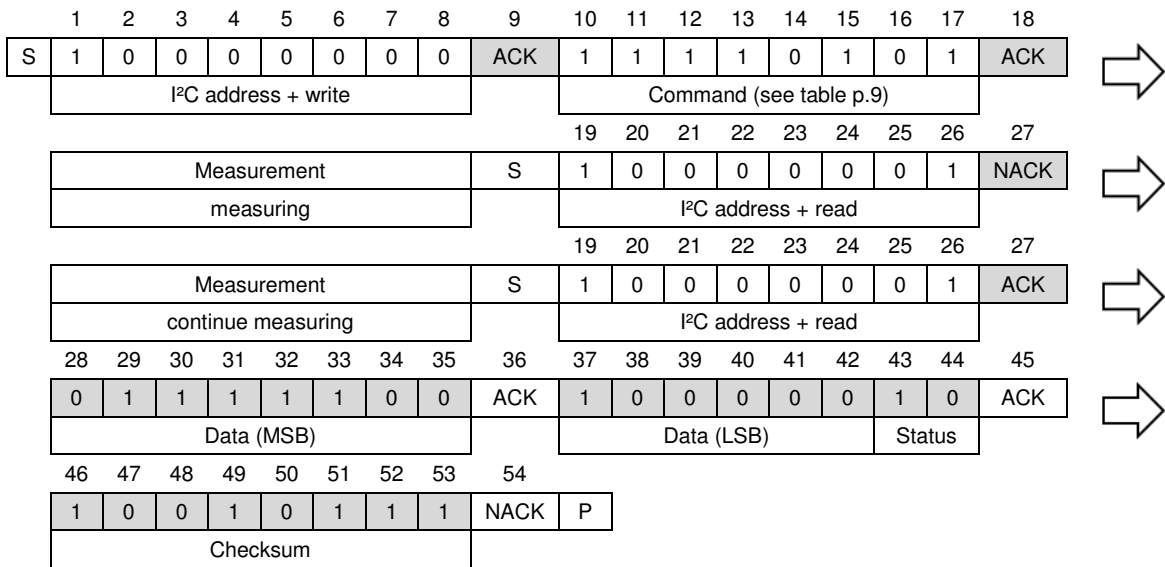 1 2 3 4 5 6 7 8 9 10 11 12 13 14 15 16 17 18
S 1 0 0 0 0 0 0 0 ACK 1 1 1 1 0 1 0 1 ACK
I²C address + write Command (see table p.9)
19 20 21 22 23 24 25 26 27
Measurement S 1 0 0 0 0 0 0 1 NACK
measuring I²C address + read
19 20 21 22 23 24 25 26 27
Measurement S 1 0 0 0 0 0 0 1 ACK
continue measuring I²C address + read
28 29 30 31 32 33 34 35 36 37 38 39 40 41 42 43 44 45
0 1 1 1 1 1 0 0 ACK 1 0 0 0 0 0 1 0 ACK
Data (MSB) Data (LSB) Status
46 47 48 49 50 51 52 53 54
1 0 0 1 0 1 1 1 NACK P
Checksum